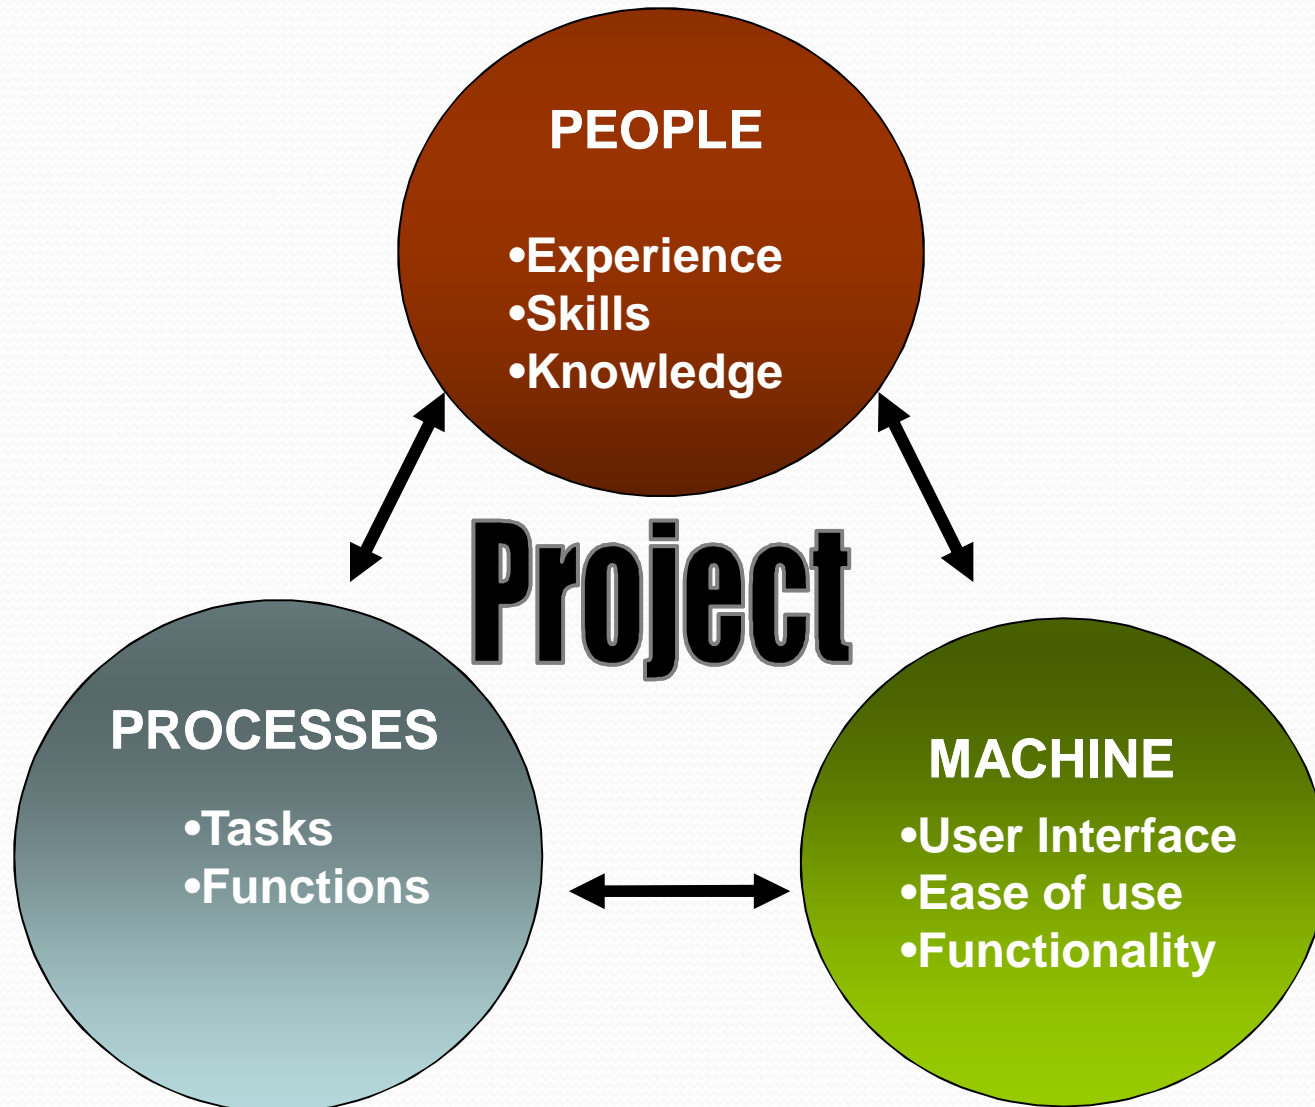 PEOPLE
•Experience
•Skills
•Knowledge
Project
PROCESSES
•Tasks
•Functions
MACHINE
•User Interface
•Ease of use
•Functionality